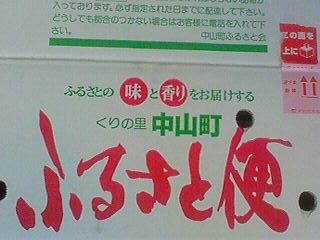 入っております。必ず指定された日までに配達して下さい。
どうしても都合のつかない場合はお客様に電話を入れて下
さい。
中山町ふるさと会
この面を
上に
ふるさとの味と香りをお届けする
くりの里 中山町
ふるさと便